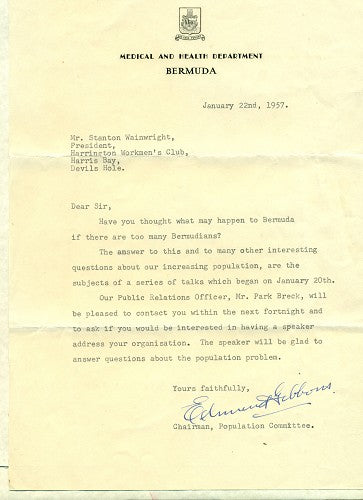 MEDICAL AND HEALTH DEPARTMENT
BERMUDA
January 22nd, 1957.
Mr. Stanton Wainwright,
President,
Harrington Workmen's Club,
Harris Bay,
Devils Hole.
Dear Sir,
Have you thought what may happen to Bermuda
if there are too many Bermudians?
The answer to this and to many other interesting
questions about our increasing population, are the
subjects of a series of talks which began on January 20th.
Our Public Relations Officer, Mr. Park Breck, will
be pleased to contact you within the next fortnight and
to ask if you would be interested in having a speaker
address your organisation. The speaker will be glad to
answer questions about the population problem.
Yours faithfully,
Edmund Gibbons
Chairman, Population Committee.